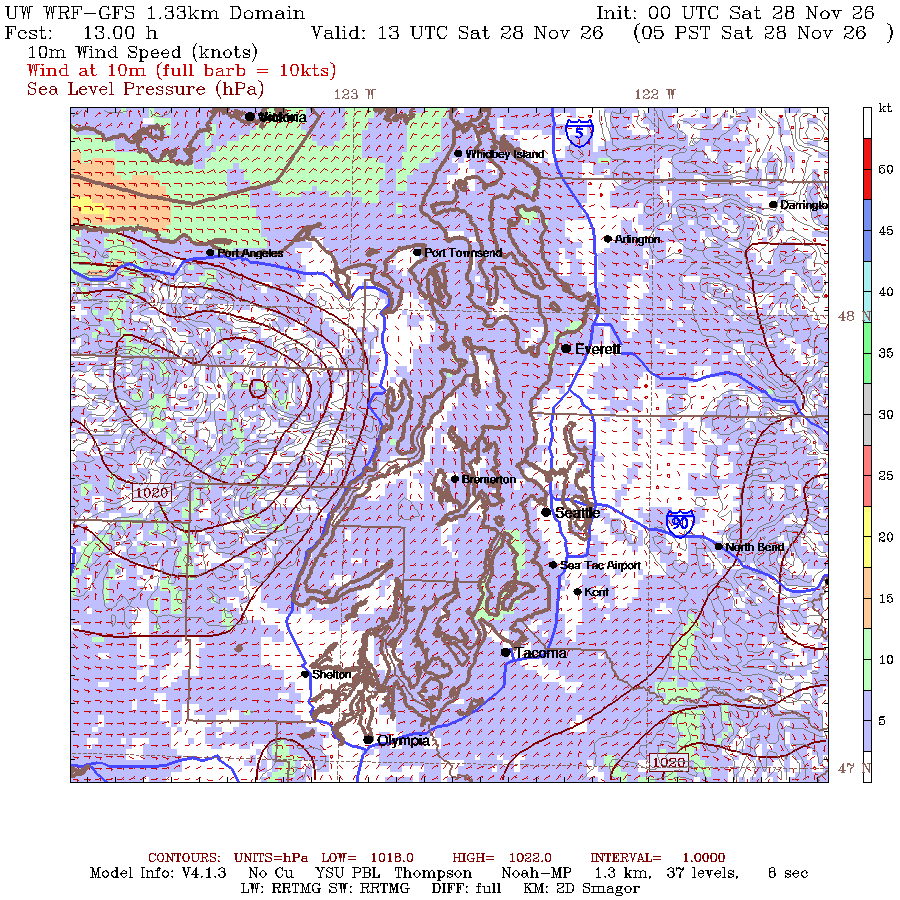 UW WRF-GFS 1.33km Domain Init: 00 UTC Sat 28 Nov 26
Fcst: 13.00 h Valid: 13 UTC Sat 28 Nov 26 (05 PST Sat 28 Nov 26 )
10m Wind Speed (knots)
Wind at 10m (full barb = 10kts)
Sea Level Pressure (hPa)
123 W 122 W
kt
Victoria
5
Whidbey Island
60
Darringto
Arlington
45
Port Angeles
Port Townsend
40
48 N
Everett
35
30
Bremerton
25
1020
Seattle
90
20
North Bend
Sea Tac Airport
Kent
15
Tacoma
10
Shelton
5
Olympia
1020
47 N
CONTOURS: UNITS=hPa LOW= 1018.0 HIGH= 1022.0 INTERVAL= 1.0000
Model Info: V4.1.3 No Cu YSU PBL Thompson Noah-MP 1.3 km, 37 levels, 8 sec
LW: RRTMG SW: RRTMG DIFF: full KM: 2D Smagor